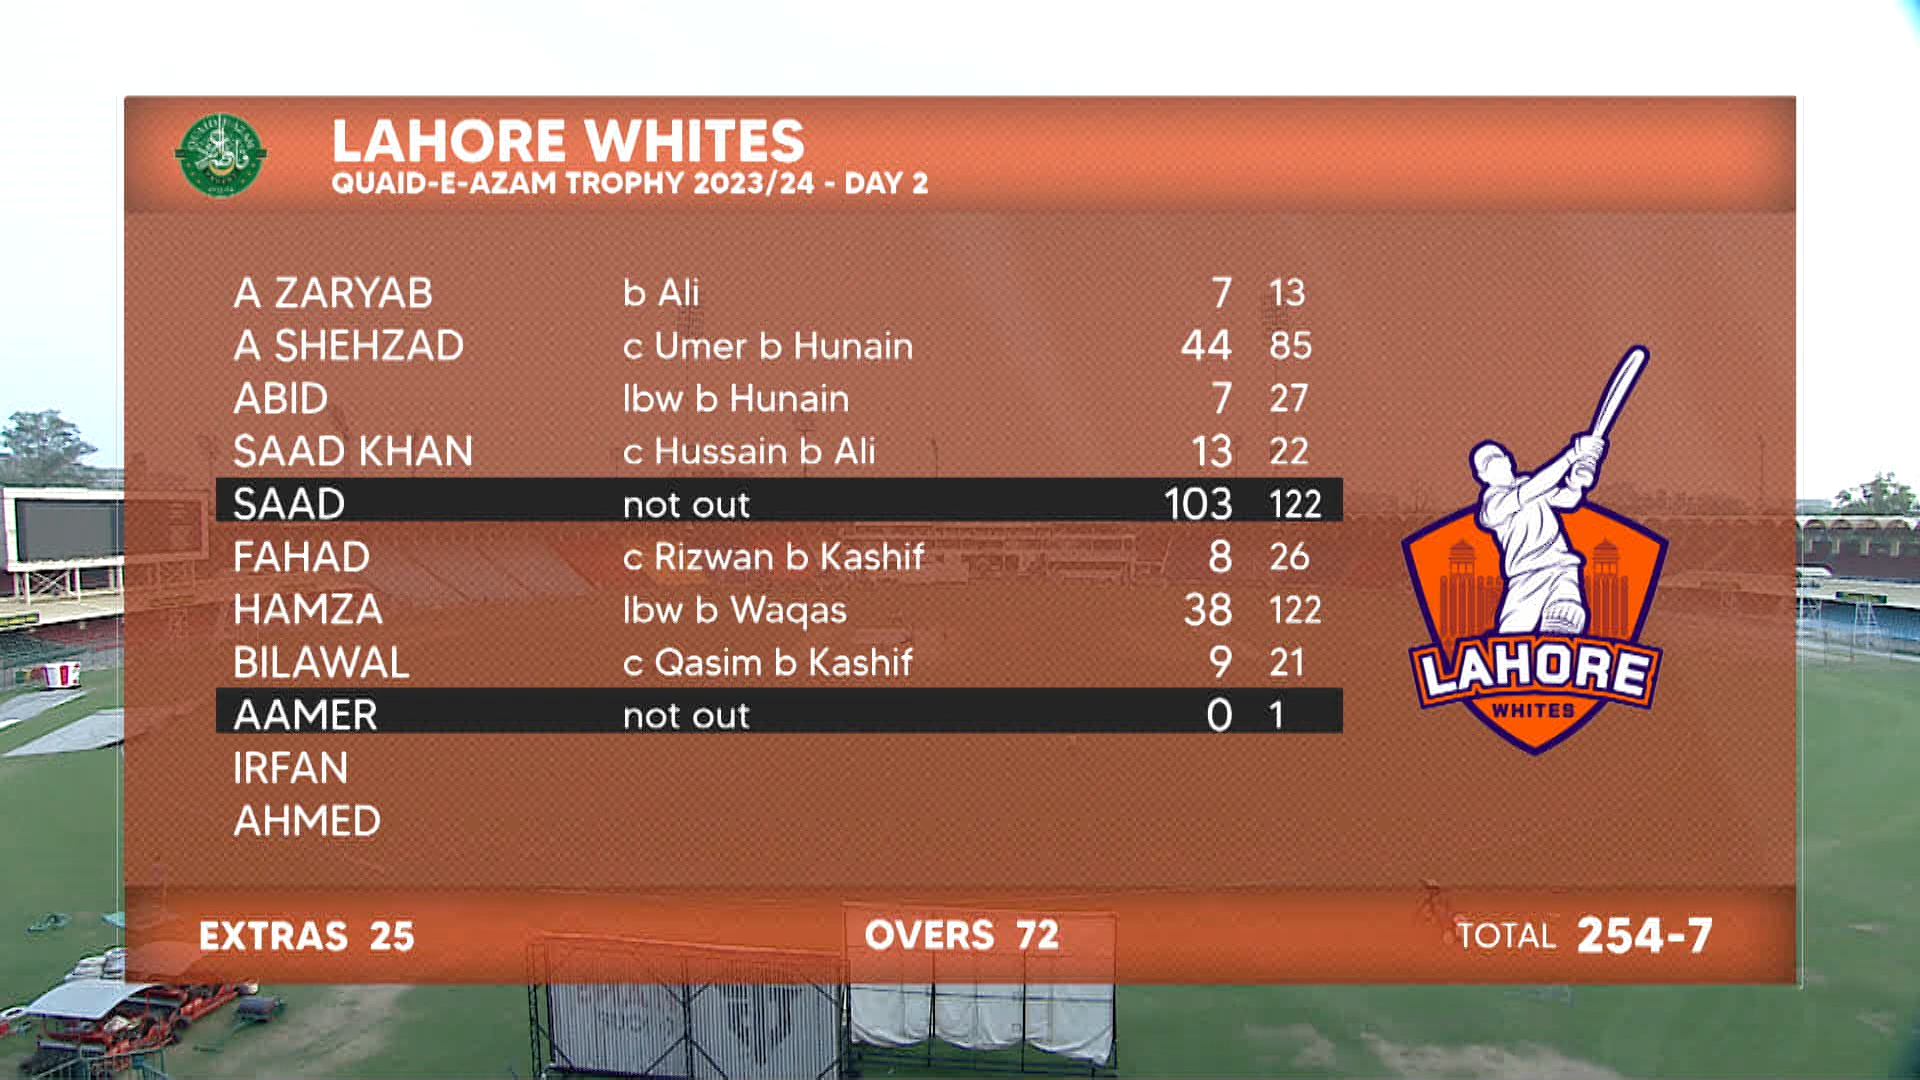 LAHORE WHITES
QUAID-E-AZAM TROPHY 2023/24 - DAY 2
A ZARYAB b Ali 7 13
A SHEHZAD c Umer b Hunain 44 85
ABID lbw b Hunain 7 27
SAAD KHAN c Hussain b Ali 13 22
SAAD not out 103 122
FAHAD c Rizwan b Kashif 8 26
HAMZA lbw b Waqas 38 122
BILAWAL c Qasim b Kashif 9 21
AAMER not out 0 1
IRFAN
AHMED
LAHORE
WHITES
EXTRAS 25 OVERS 72 TOTAL 254-7